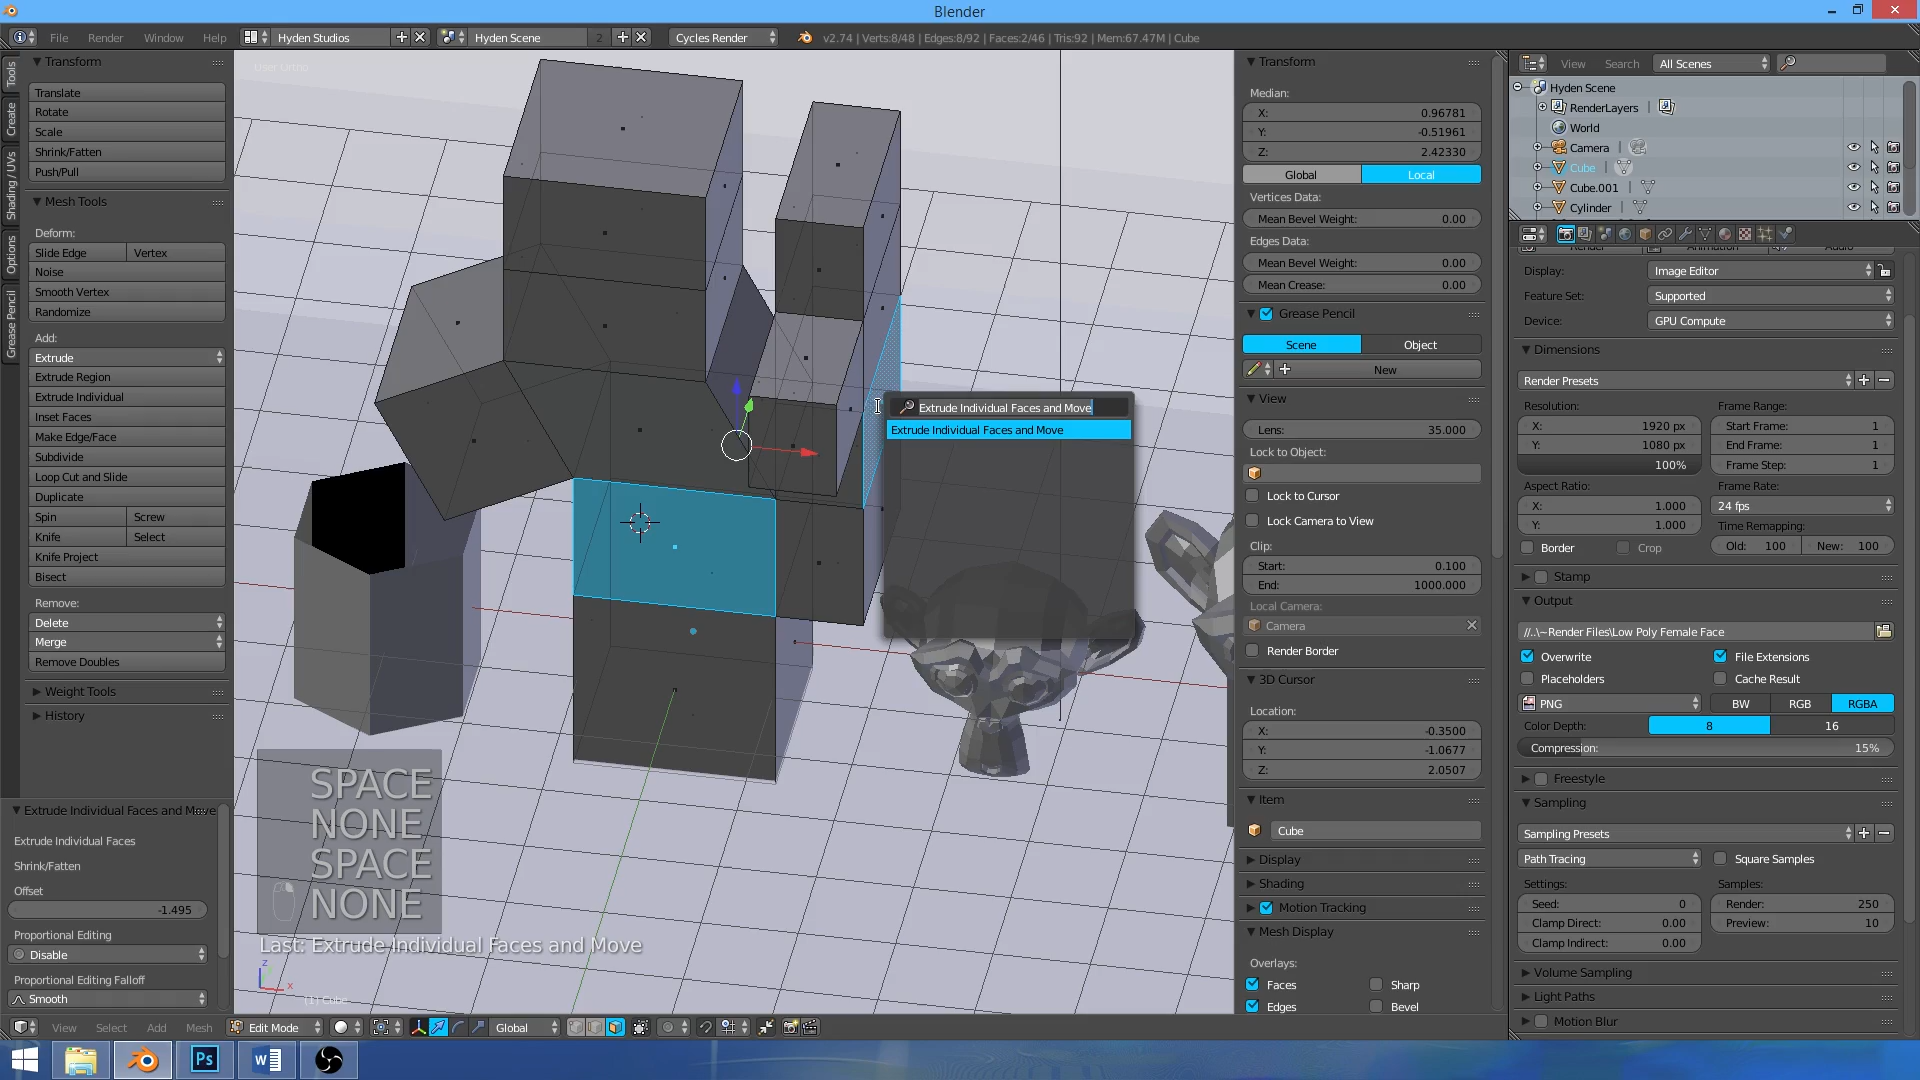 Blender
File Render Window Help Hyden Studios Hyden Scene 2 Cycles Render v2.74 | Verts:8/48 | Edges:8/92 | Faces:2/46 | Tris:92 | Mem:67.47M | Cube
Tools
Create
Shading / UVs
Options
Grease Pencil
Transform
Translate
Rotate
Scale
Shrink/Fatten
Push/Pull
Mesh Tools
Deform:
Slide Edge Vertex
Noise
Smooth Vertex
Randomize
Add:
Extrude
Extrude Region
Extrude Individual
Inset Faces
Make Edge/Face
Subdivide
Loop Cut and Slide
Duplicate
Spin Screw
Knife Select
Knife Project
Bisect
Remove:
Delete
Merge
Remove Doubles
Weight Tools
History
Extrude Individual Faces and Move
Extrude Individual Faces
Shrink/Fatten
Offset
-1.495
Proportional Editing
Disable
Proportional Editing Falloff
Smooth
User Ortho
Extrude Individual Faces and Move
Extrude Individual Faces and Move
SPACE
NONE
SPACE
NONE
Last: Extrude Individual Faces and Move
z
x
(1) Cube
View Select Add Mesh Edit Mode Global
Transform
Median:
X: 0.96781
Y: -0.51961
Z: 2.42330
Global Local
Vertices Data:
Mean Bevel Weight: 0.00
Edges Data:
Mean Bevel Weight: 0.00
Mean Crease: 0.00
Grease Pencil
Scene Object
New
View
Lens: 35.000
Lock to Object:
Lock to Cursor
Lock Camera to View
Clip:
Start: 0.100
End: 1000.000
Local Camera:
Camera
Render Border
3D Cursor
Location:
X: -0.3500
Y: -1.0677
Z: 2.0507
Item
Cube
Display
Shading
Motion Tracking
Mesh Display
Overlays:
Faces Sharp
Edges Bevel
View Search All Scenes
Hyden Scene
RenderLayers
World
Camera
Cube
Cube.001
Cylinder
Render Animation Audio
Display: Image Editor
Feature Set: Supported
Device: GPU Compute
Dimensions
Render Presets
Resolution: Frame Range:
X: 1920 px Start Frame: 1
Y: 1080 px End Frame: 1
100% Frame Step: 1
Aspect Ratio: Frame Rate:
X: 1.000 24 fps
Y: 1.000 Time Remapping:
Border Crop Old: 100 New: 100
Stamp
Output
//..\~Render Files\Low Poly Female Face
Overwrite File Extensions
Placeholders Cache Result
PNG BW RGB RGBA
Color Depth: 8 16
Compression: 15%
Freestyle
Sampling
Sampling Presets
Path Tracing Square Samples
Settings: Samples:
Seed: 0 Render: 250
Clamp Direct: 0.00 Preview: 10
Clamp Indirect: 0.00
Volume Sampling
Light Paths
Motion Blur
Ps
W